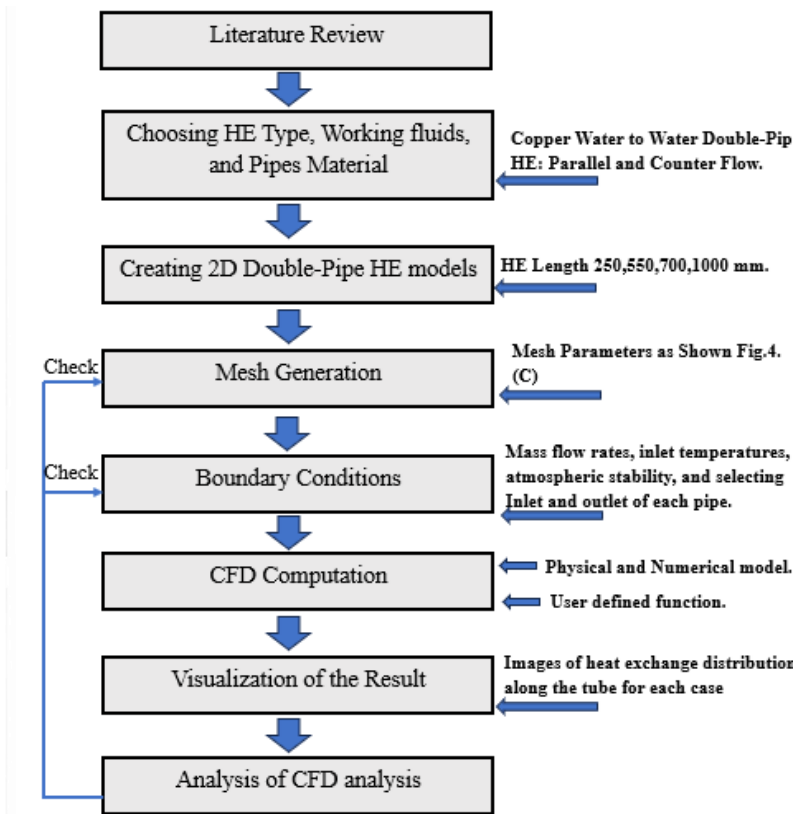 Literature Review
Choosing HE Type, Working fluids,
and Pipes Material
Copper Water to Water Double-Pip
HE: Parallel and Counter Flow.
Creating 2D Double-Pipe HE models
HE Length 250,550,700,1000 mm.
Check
Mesh Generation
Mesh Parameters as Shown Fig.4.
(C)
Check
Boundary Conditions
Mass flow rates, inlet temperatures,
atmospheric stability, and selecting
Inlet and outlet of each pipe.
CFD Computation
Physical and Numerical model.
User defined function.
Visualization of the Result
Images of heat exchange distribution
along the tube for each case
Analysis of CFD analysis